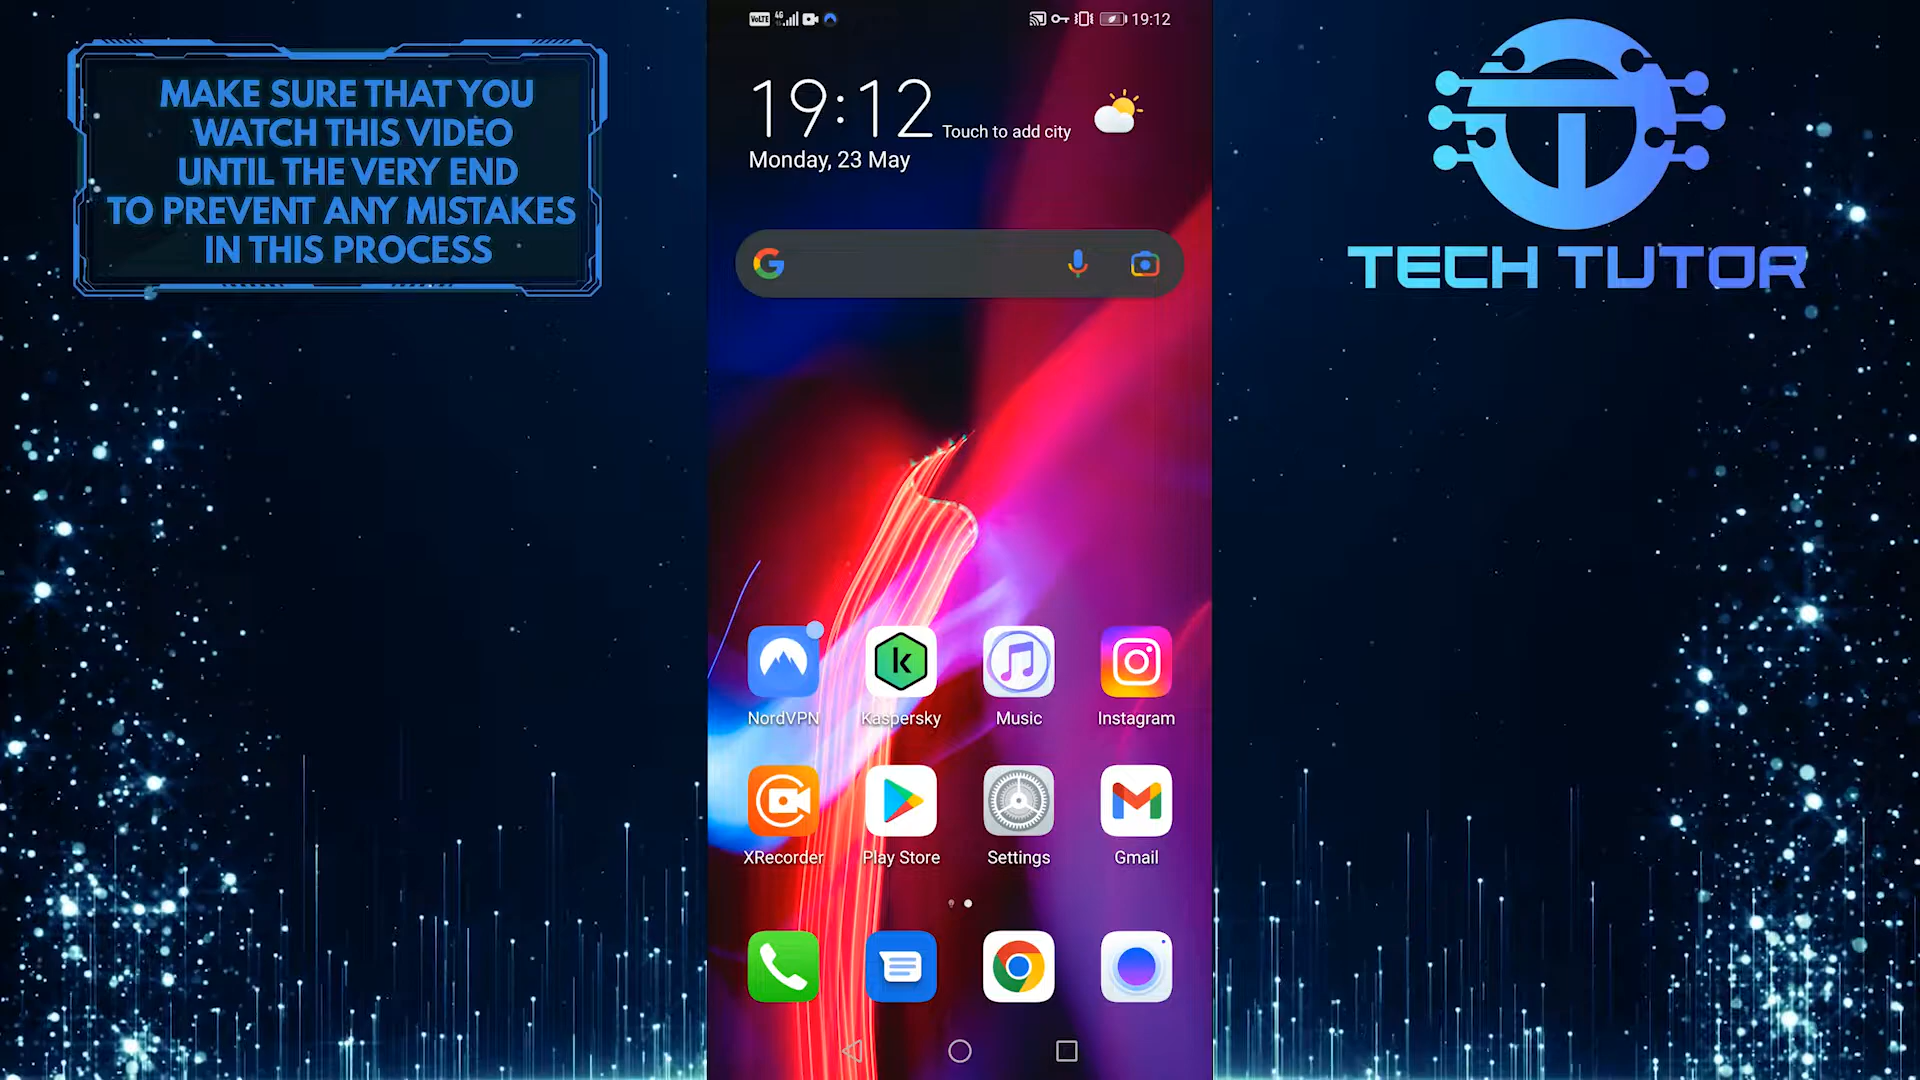 MAKE SURE THAT YOU
WATCH THIS VIDEO
UNTIL THE VERY END
TO PREVENT ANY MISTAKES
IN THIS PROCESS
VoLTE 4G 19:12
19:12 Touch to add city
Monday, 23 May
TECH TUTOR
NordVPN Kaspersky Music Instagram
XRecorder Play Store Settings Gmail